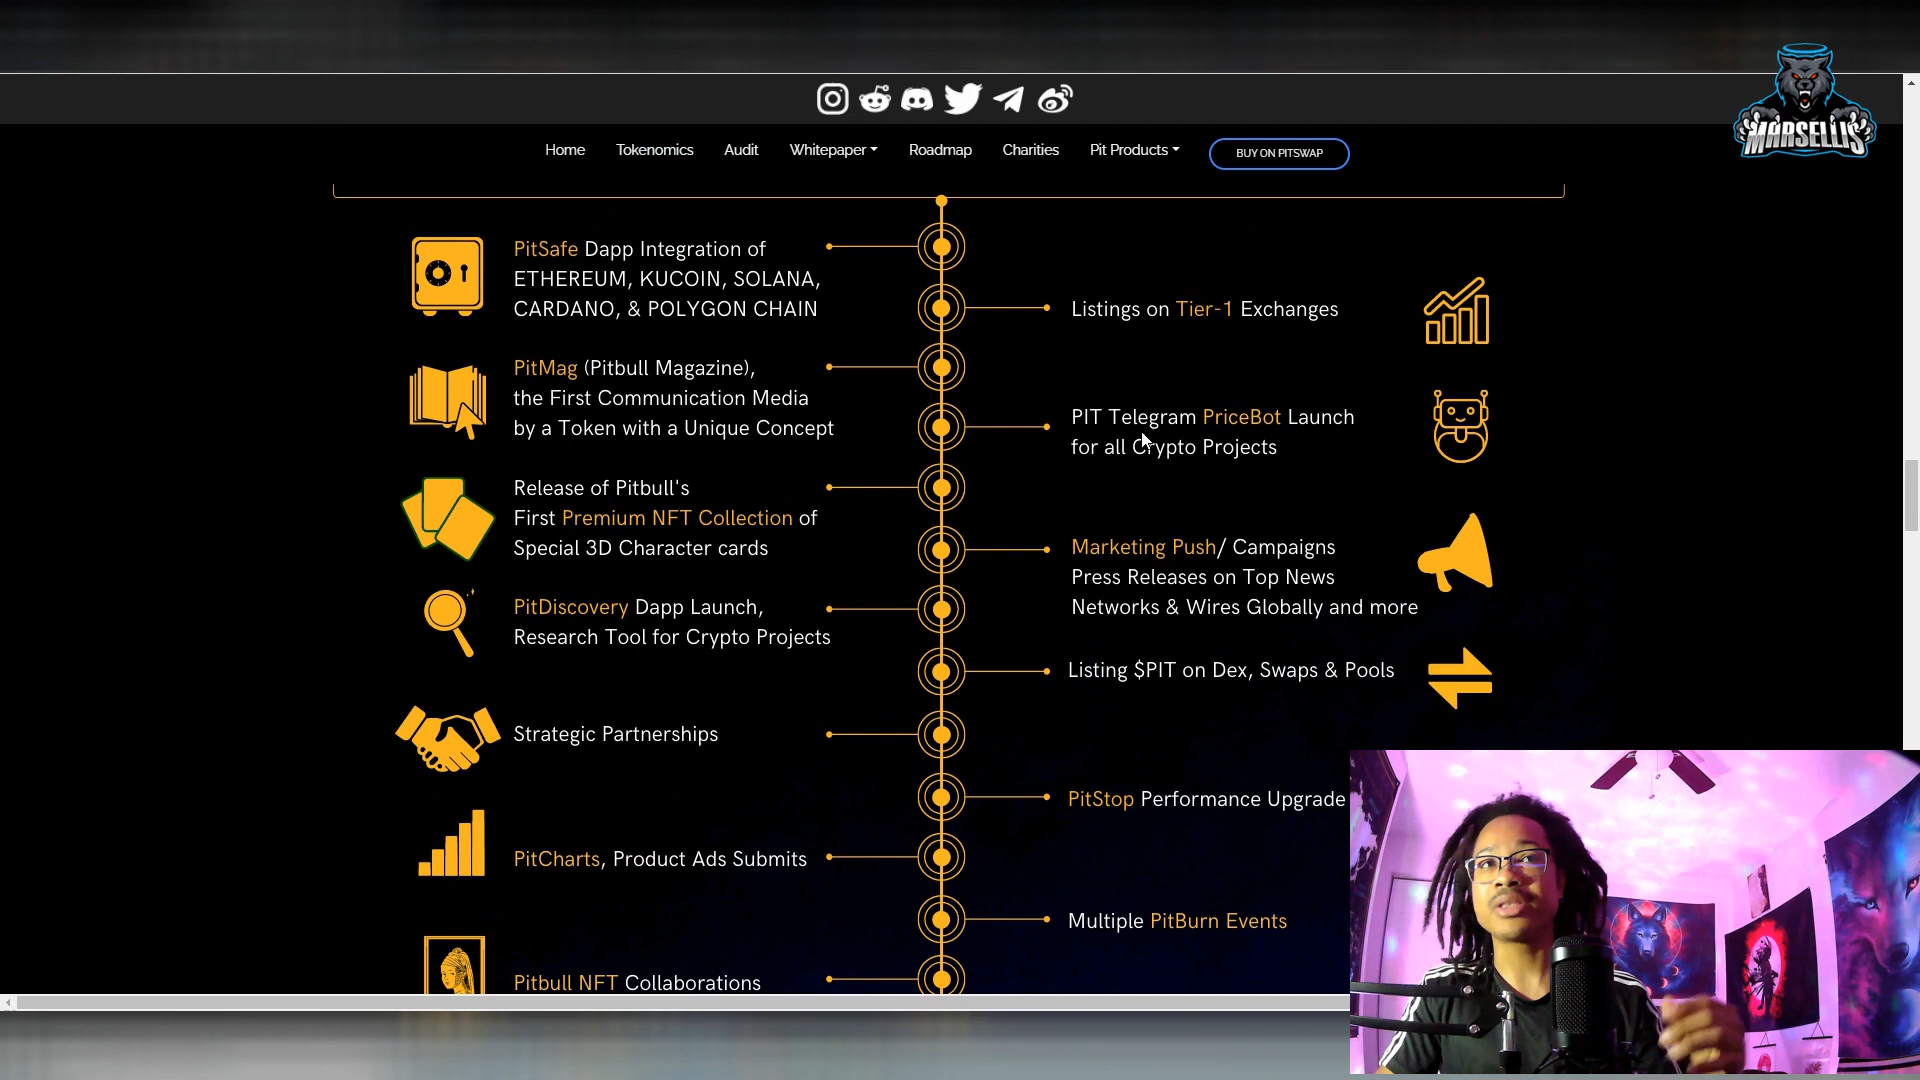 MARSELLIS
Home Tokenomics Audit Whitepaper Roadmap Charities Pit Products BUY ON PITSWAP
PitSafe Dapp Integration of
ETHEREUM, KUCOIN, SOLANA,
CARDANO, & POLYGON CHAIN
Listings on Tier-1 Exchanges
PitMag (Pitbull Magazine),
the First Communication Media
by a Token with a Unique Concept
PIT Telegram PriceBot Launch
for all Crypto Projects
Release of Pitbull's
First Premium NFT Collection of
Special 3D Character cards
Marketing Push/ Campaigns
Press Releases on Top News
Networks & Wires Globally and more
PitDiscovery Dapp Launch,
Research Tool for Crypto Projects
Listing $PIT on Dex, Swaps & Pools
Strategic Partnerships
PitStop Performance Upgrade
PitCharts, Product Ads Submits
Multiple PitBurn Events
Pitbull NFT Collaborations